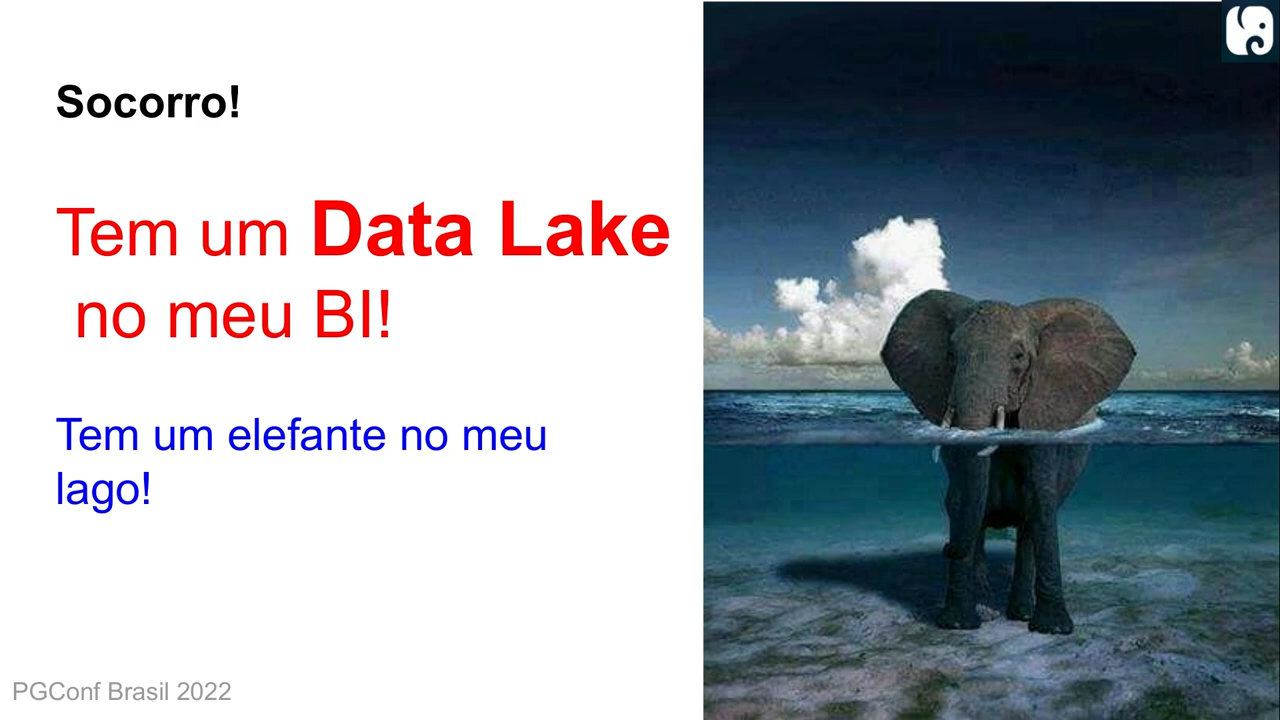 Socorro!
Tem um Data Lake
no meu BI!
Tem um elefante no meu
lago!
PGConf Brasil 2022